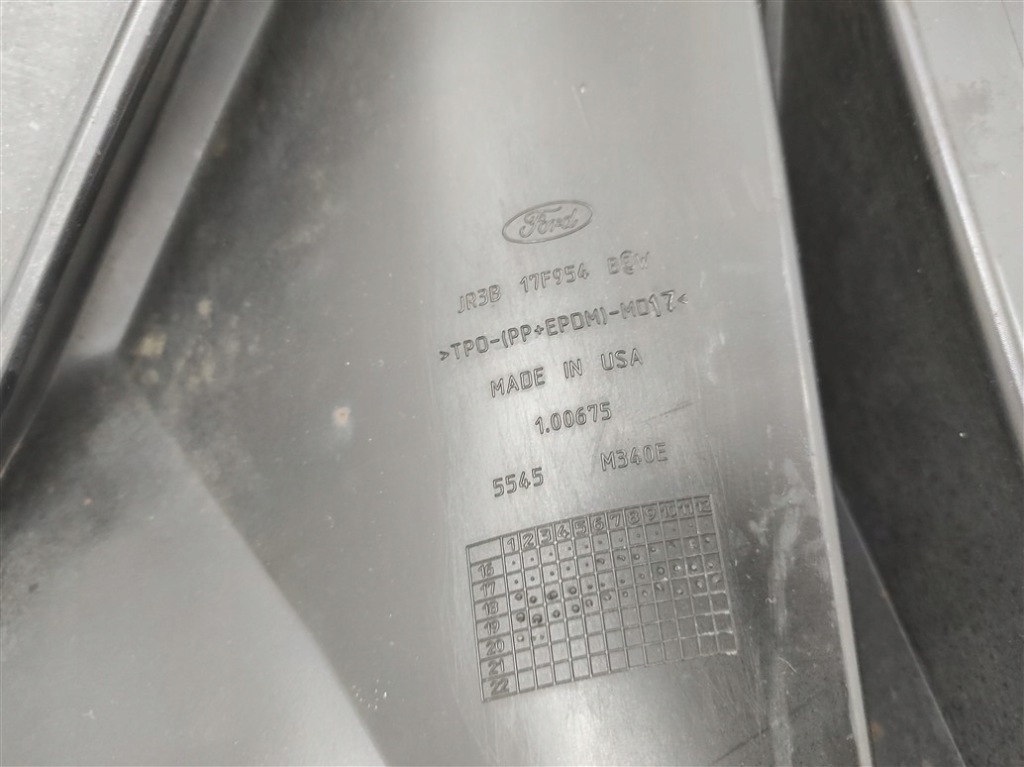 Ford
JR3B 17F954
>TPO-(PP+EPDM)-MD17<
MADE IN USA
1.00675
5545 M340E
1 2 3 4 5 6 7 8 9 10 11 12
16
17
18
19
20
21
22